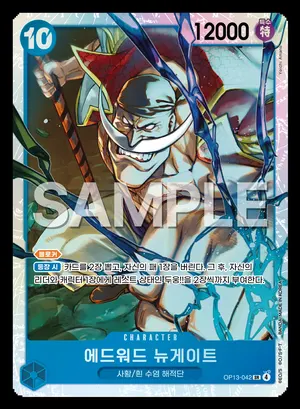 10
12000
특수
特
SAMPLE
블로커
등장 시 카드를 2장 뽑고, 자신의 패 1장을 버린다. 그 후, 자신의
리더와 캐릭터 1장에게 레스트 상태의 두웅!!을 2장씩까지 부여한다.
CHARACTER
에드워드 뉴게이트
사황/흰 수염 해적단
OP13-042 SR